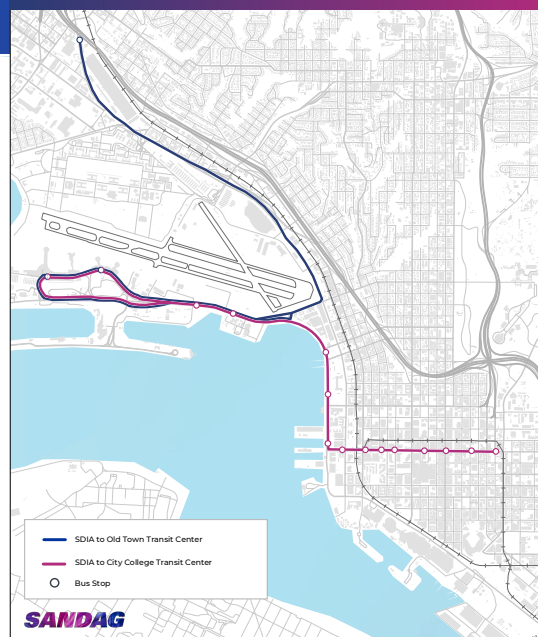 SDIA to Old Town Transit Center
SDIA to City College Transit Center
Bus Stop
SANDAG